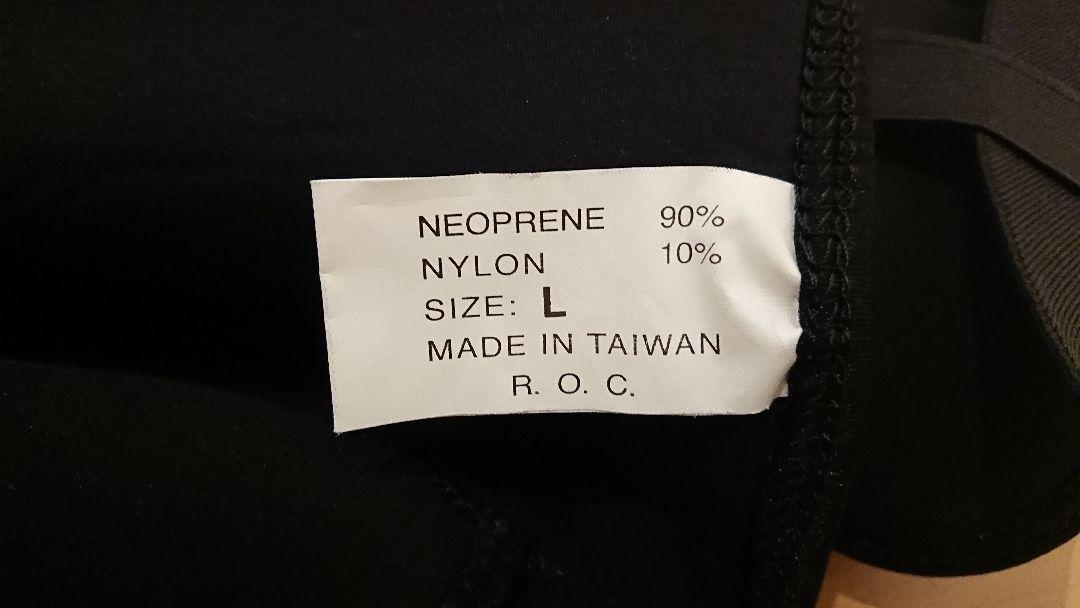 NEOPRENE 90%
NYLON 10%
SIZE: L
MADE IN TAIWAN
R. O. C.